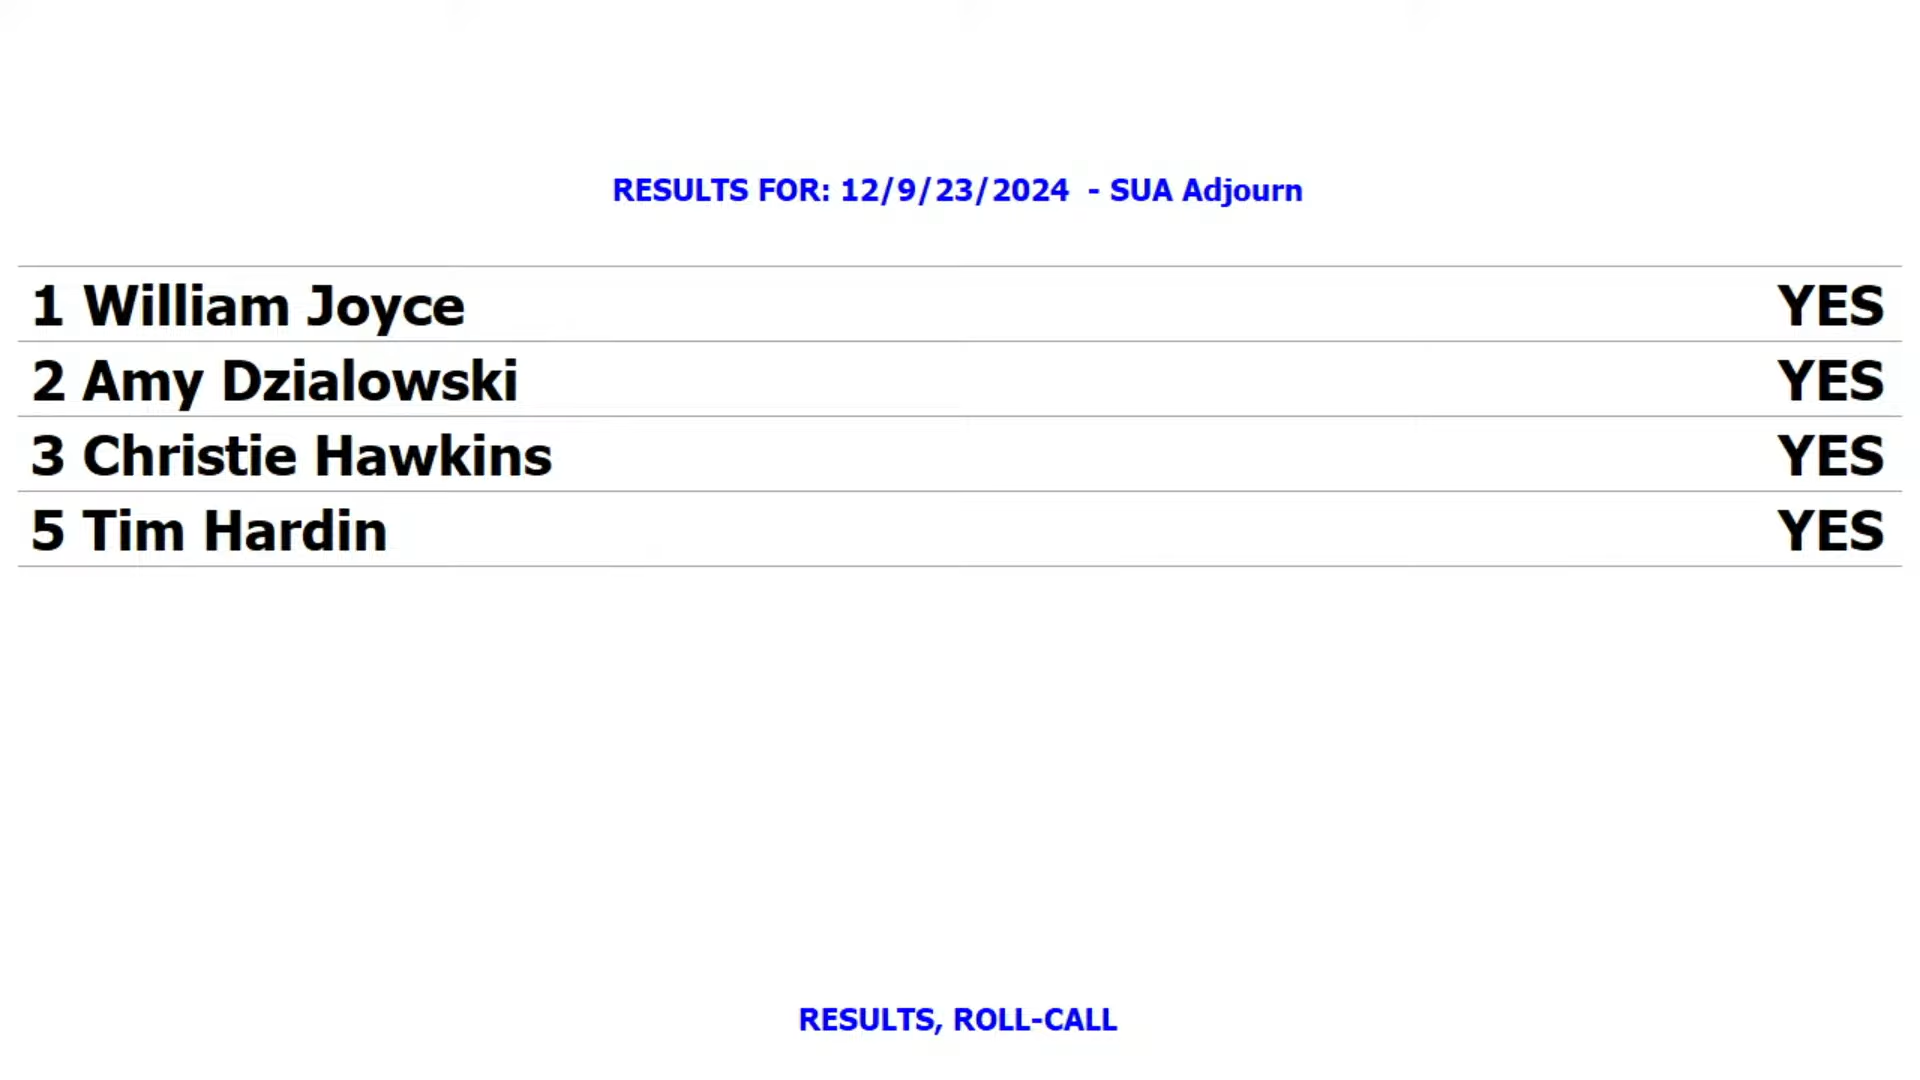 RESULTS FOR: 12/9/23/2024 - SUA Adjourn
1 William Joyce YES
2 Amy Dzialowski YES
3 Christie Hawkins YES
5 Tim Hardin YES
RESULTS, ROLL-CALL